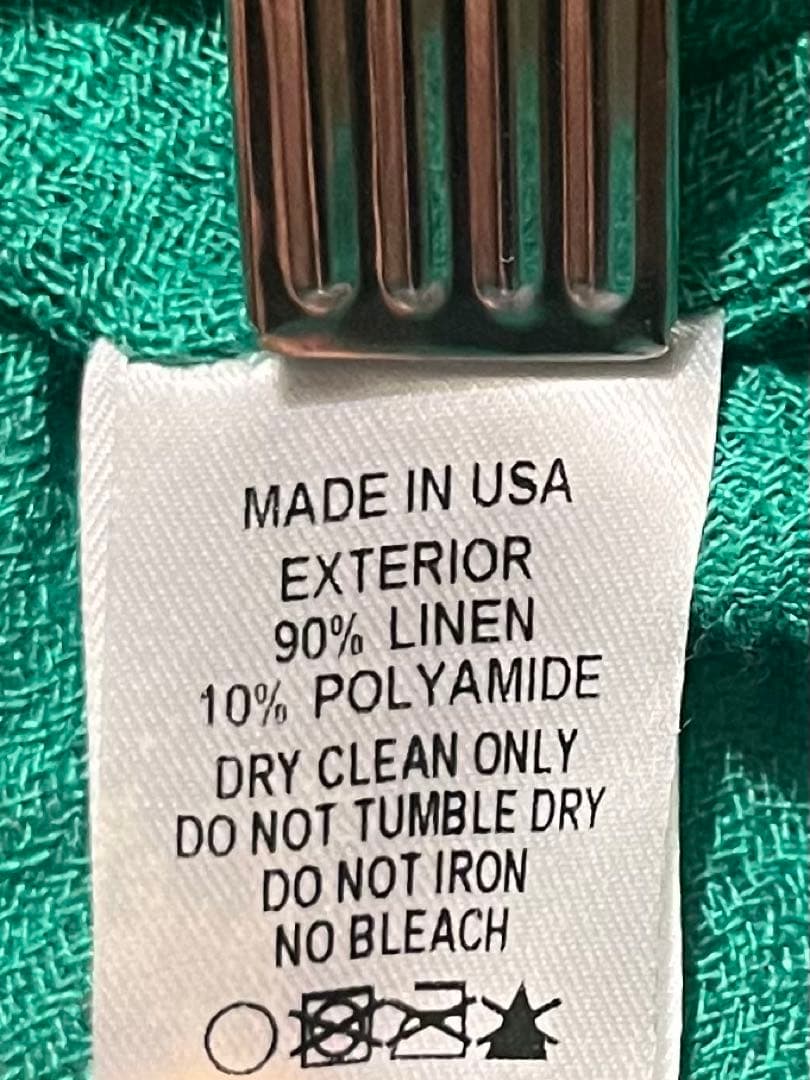 MADE IN USA
EXTERIOR
90% LINEN
10% POLYAMIDE
DRY CLEAN ONLY
DO NOT TUMBLE DRY
DO NOT IRON
NO BLEACH